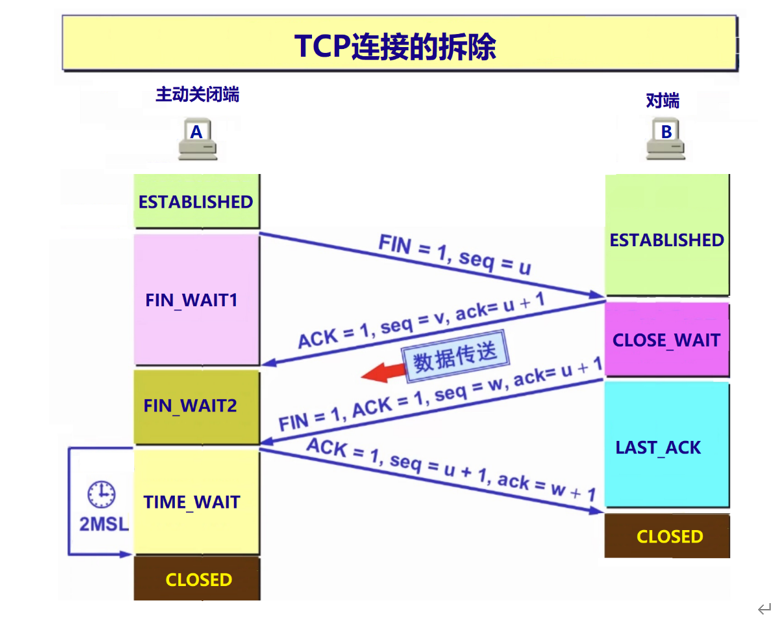 TCP连接的拆除
主动关闭端
对端
A
B
ESTABLISHED
ESTABLISHED
FIN = 1, seq = u
FIN_WAIT1
ACK = 1, seq = v, ack= u + 1
CLOSE_WAIT
数据传送
FIN_WAIT2
FIN = 1, ACK = 1, seq = w, ack= u + 1
LAST_ACK
ACK = 1, seq = u + 1, ack = w + 1
TIME_WAIT
2MSL
CLOSED
CLOSED